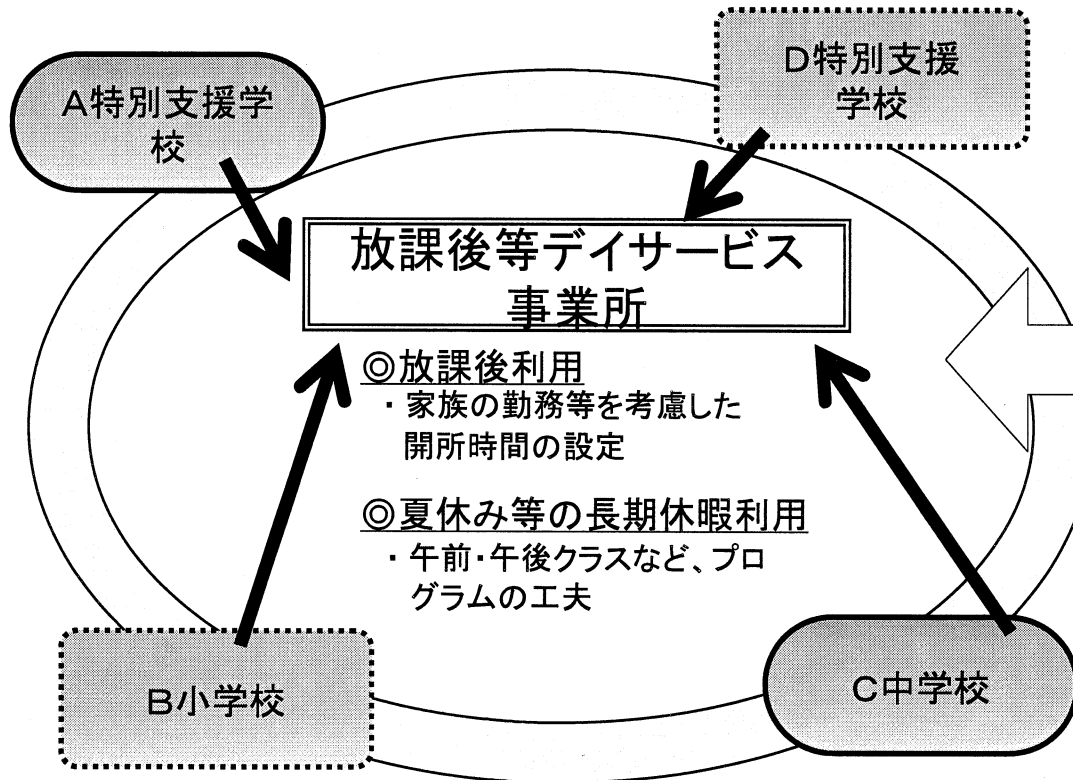 A特別支援学
校
D特別支援
学校
放課後等デイサービス
事業所
◎放課後利用
・家族の勤務等を考慮した
開所時間の設定
◎夏休み等の長期休暇利用
・午前・午後クラスなど、プロ
グラムの工夫
B小学校
C中学校